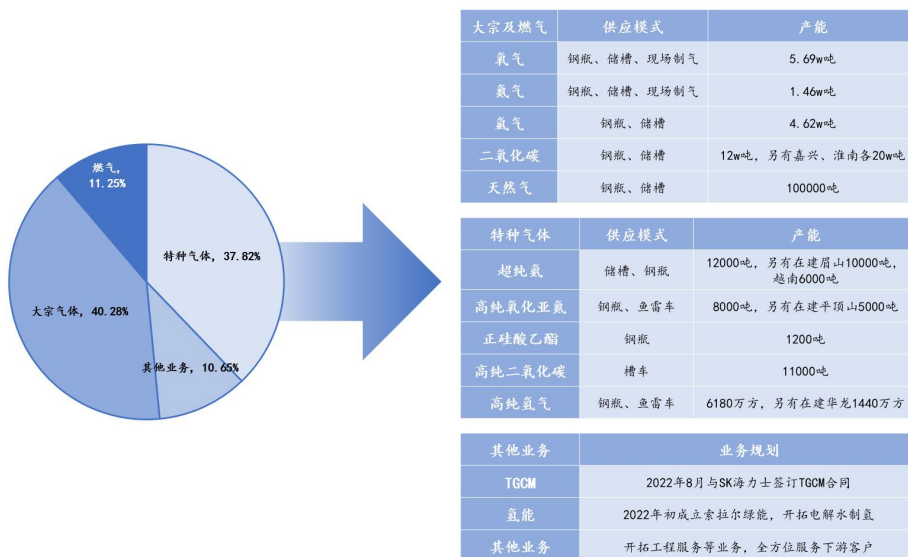 燃气,
11.25%
特种气体, 37.82%
大宗气体, 40.28%
其他业务, 10.65%
大宗及燃气 供应模式 产能
氧气 钢瓶、储槽、现场制气 5.69w吨
氮气 钢瓶、储槽、现场制气 1.46w吨
氩气 钢瓶、储槽 4.62w吨
二氧化碳 钢瓶、储槽 12w吨，另有嘉兴、淮南各20w吨
天然气 钢瓶、储槽 100000吨
特种气体 供应模式 产能
超纯氨 储槽、钢瓶 12000吨，另有在建眉山10000吨，
越南6000吨
高纯氧化亚氮 钢瓶、鱼雷车 8000吨，另有在建平顶山5000吨
正硅酸乙酯 钢瓶 1200吨
高纯二氧化碳 槽车 11000吨
高纯氢气 钢瓶、鱼雷车 6180万方，另有在建华龙1440万方
其他业务 业务规划
TGCM 2022年8月与SK海力士签订TGCM合同
氢能 2022年初成立索拉尔绿能，开拓电解水制氢
其他业务 开拓工程服务等业务，全方位服务下游客户